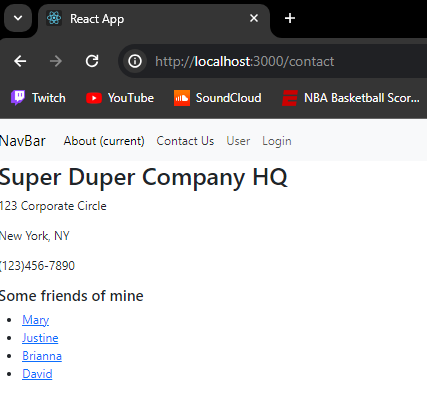 React App
http://localhost:3000/contact
Twitch YouTube SoundCloud NBA Basketball Scor...
NavBar About (current) Contact Us User Login
Super Duper Company HQ
123 Corporate Circle
New York, NY
(123)456-7890
Some friends of mine
Mary
Justine
Brianna
David